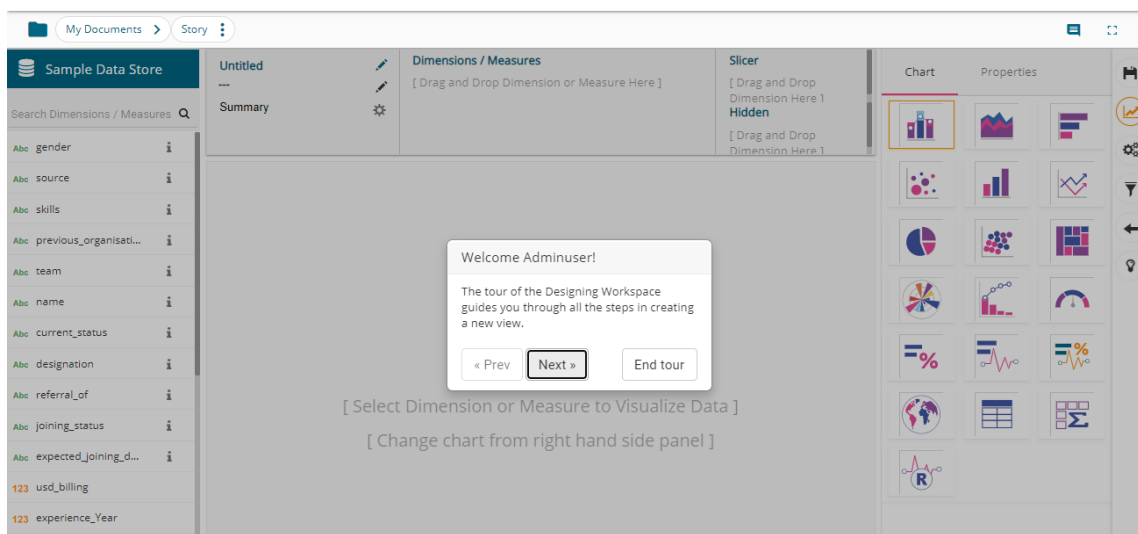 My Documents
Story
Sample Data Store
Search Dimensions / Measures
Abc gender
Abc source
Abc skills
Abc previous_organisati...
Abc team
Abc name
Abc current_status
Abc designation
Abc referral_of
Abc joining_status
Abc expected_joining_d...
123 usd_billing
123 experience_Year
Untitled
---
Summary
Dimensions / Measures
[ Drag and Drop Dimension or Measure Here ]
Slicer
[ Drag and Drop
Dimension Here ]
Hidden
[ Drag and Drop
Dimension Here ]
Welcome Adminuser!
The tour of the Designing Workspace
guides you through all the steps in creating
a new view.
« Prev
Next »
End tour
[ Select Dimension or Measure to Visualize Data ]
[ Change chart from right hand side panel ]
Chart
Properties
%
%
R